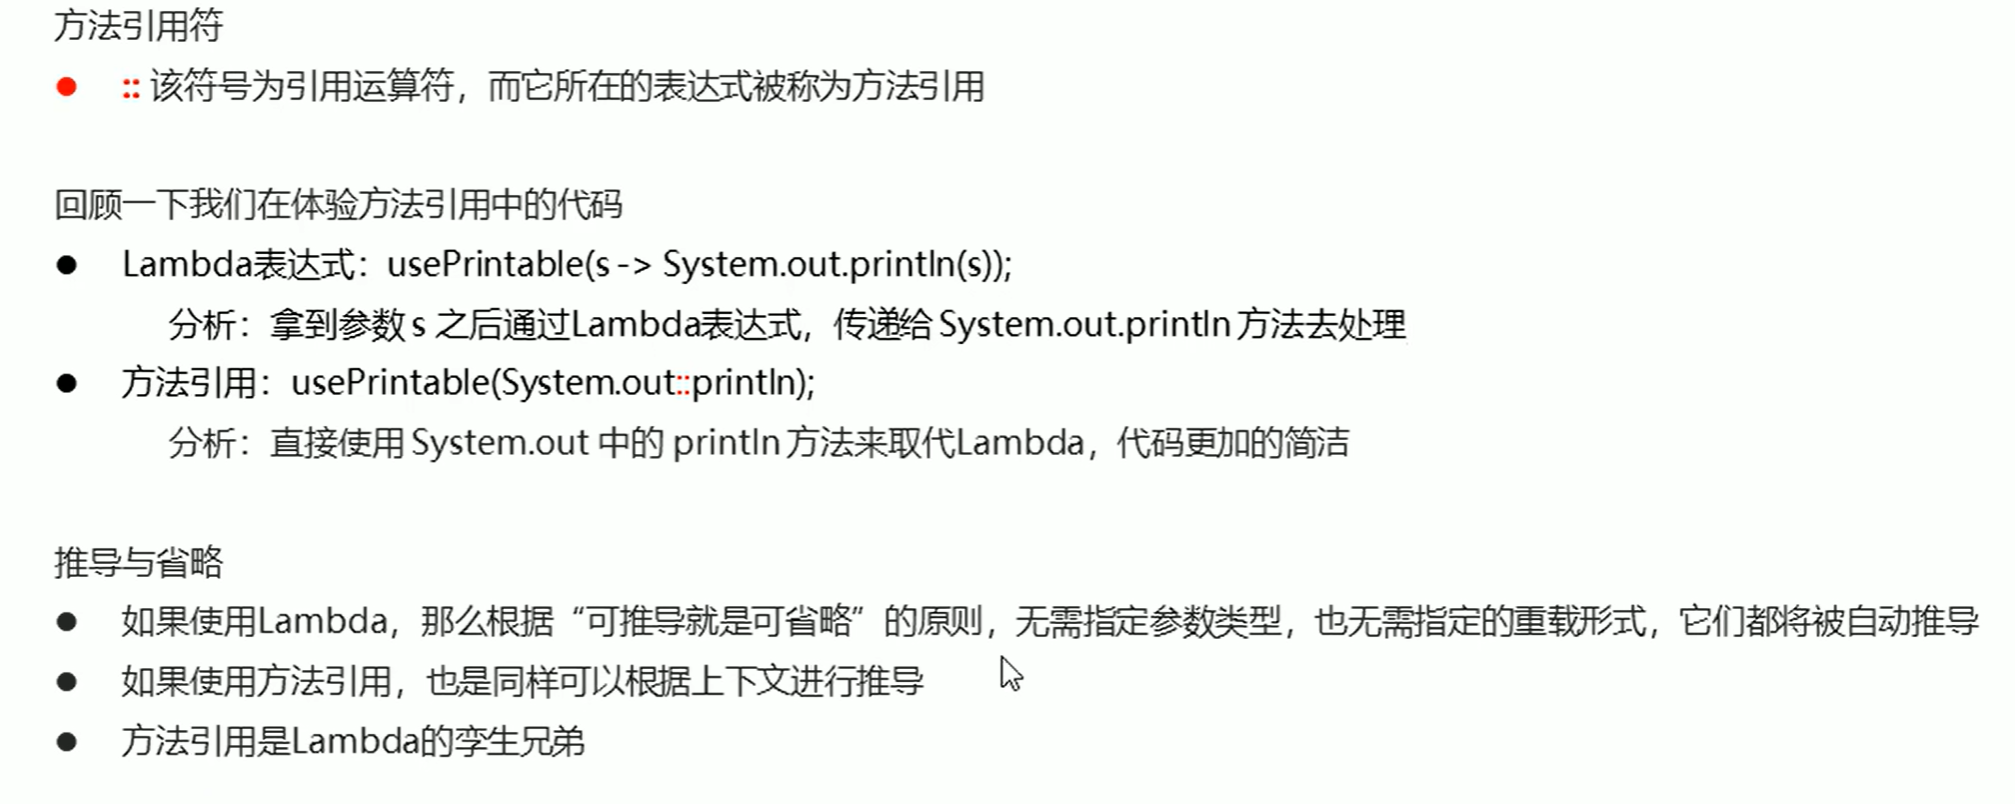 方法引用符
● :: 该符号为引用运算符，而它所在的表达式被称为方法引用
回顾一下我们在体验方法引用中的代码
● Lambda表达式：usePrintable(s -> System.out.println(s));
分析：拿到参数 s 之后通过Lambda表达式，传递给 System.out.println 方法去处理
● 方法引用：usePrintable(System.out::println);
分析：直接使用 System.out 中的 println 方法来取代Lambda，代码更加的简洁
推导与省略
● 如果使用Lambda，那么根据“可推导就是可省略”的原则，无需指定参数类型，也无需指定的重载形式，它们都将被自动推导
● 如果使用方法引用，也是同样可以根据上下文进行推导
● 方法引用是Lambda的孪生兄弟